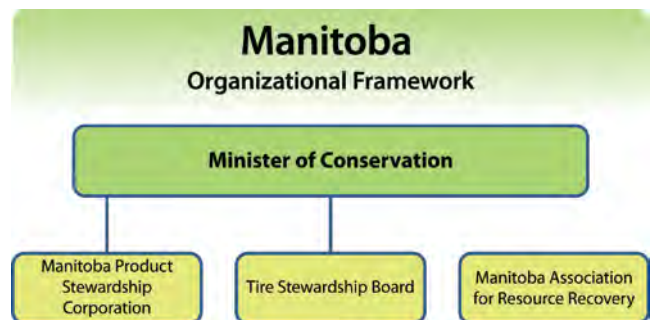 Manitoba
Organizational Framework
Minister of Conservation
Manitoba Product
Stewardship
Corporation
Tire Stewardship Board
Manitoba Association
for Resource Recovery